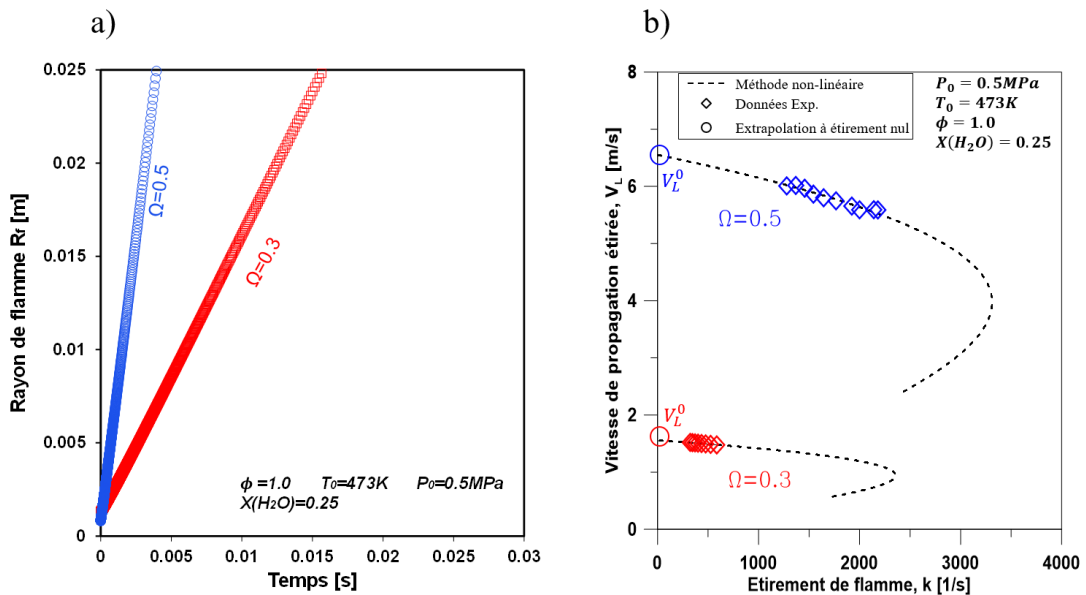 a)
Rayon de flamme Rf [m]
0.025
0.02
0.015
0.01
0.005
0
0
0.005
0.01
0.015
0.02
0.025
0.03
Temps [s]
Ω=0.5
Ω=0.3
ϕ =1.0 T0=473K P0=0.5MPa
X(H2O)=0.25
b)
Vitesse de propagation étirée, VL [m/s]
8
6
4
2
0
0
1000
2000
3000
4000
Etirement de flamme, k [1/s]
Méthode non-linéaire
Données Exp.
Extrapolation à étirement nul
P0 = 0.5MPa
T0 = 473K
ϕ = 1.0
X(H2O) = 0.25
VL0
Ω=0.5
VL0
Ω=0.3